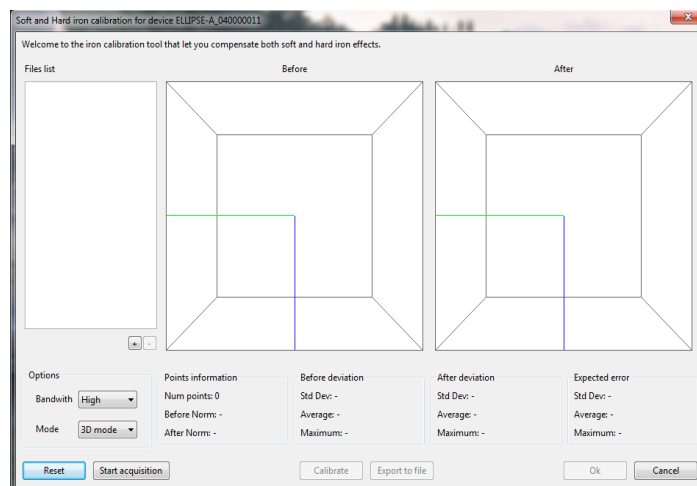 Soft and Hard iron calibration for device ELLIPSE-A_040000011
Welcome to the iron calibration tool that let you compensate both soft and hard iron effects.
Files list
Before
After
+
-
Options
Bandwith High
Mode 3D mode
Points information
Num points: 0
Before Norm: -
After Norm: -
Before deviation
Std Dev: -
Average: -
Maximum: -
After deviation
Std Dev: -
Average: -
Maximum: -
Expected error
Std Dev: -
Average: -
Maximum: -
Reset
Start acquisition
Calibrate
Export to file
Ok
Cancel